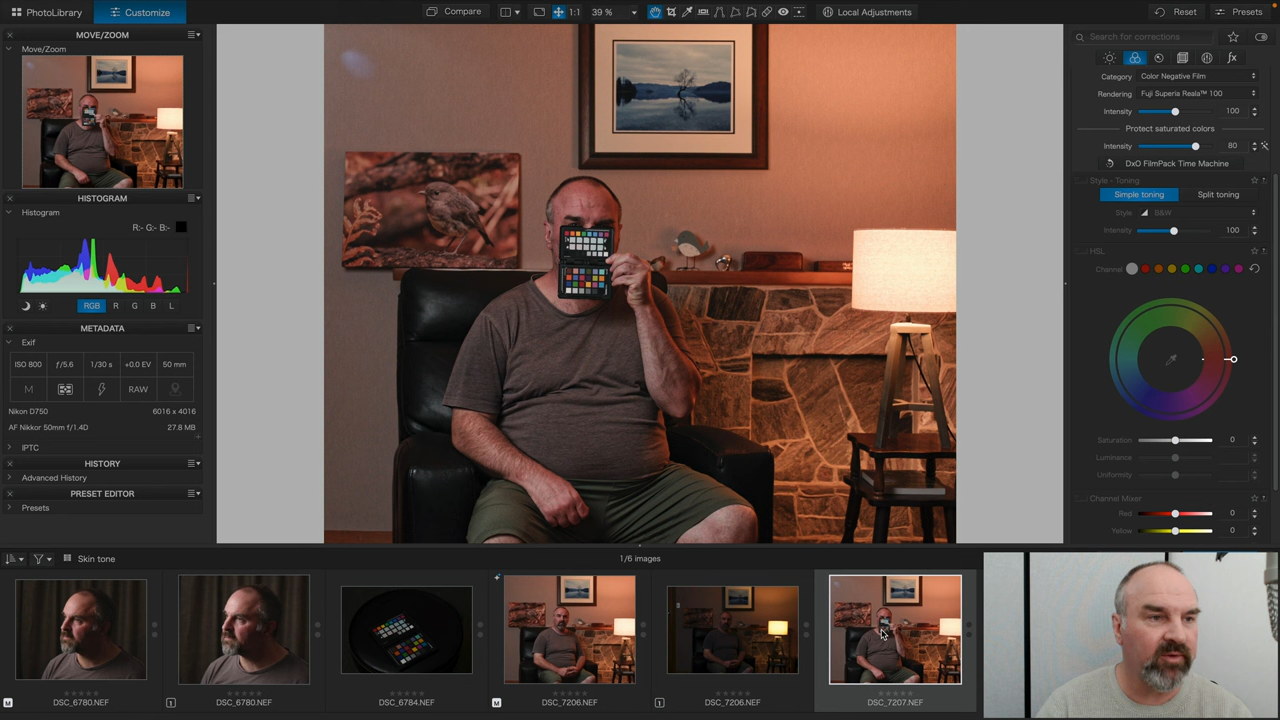 PhotoLibrary
Customize
Compare
1:1
39 %
Local Adjustments
Reset
Presets
MOVE/ZOOM
Move/Zoom
HISTOGRAM
Histogram
R:- G:- B:-
RGB R G B L
METADATA
Exif
ISO 800 ƒ/5.6 1/30 s +0.0 EV 50 mm
M RAW
Nikon D750 6016 x 4016
AF Nikkor 50mm f/1.4D 27.8 MB
IPTC
HISTORY
Advanced History
PRESET EDITOR
Presets
Search for corrections
fx
Category Color Negative Film
Rendering Fuji Superia Reala™ 100
Intensity 100
Protect saturated colors
Intensity 80
DxO FilmPack Time Machine
Style - Toning
Simple toning Split toning
Style B&W
Intensity 100
HSL
Channel
Saturation 0
Luminance
Uniformity
Channel Mixer
Red 0
Yellow 0
Skin tone
1/6 images
M DSC_6780.NEF
1 DSC_6780.NEF
DSC_6784.NEF
M DSC_7206.NEF
1 DSC_7206.NEF
DSC_7207.NEF